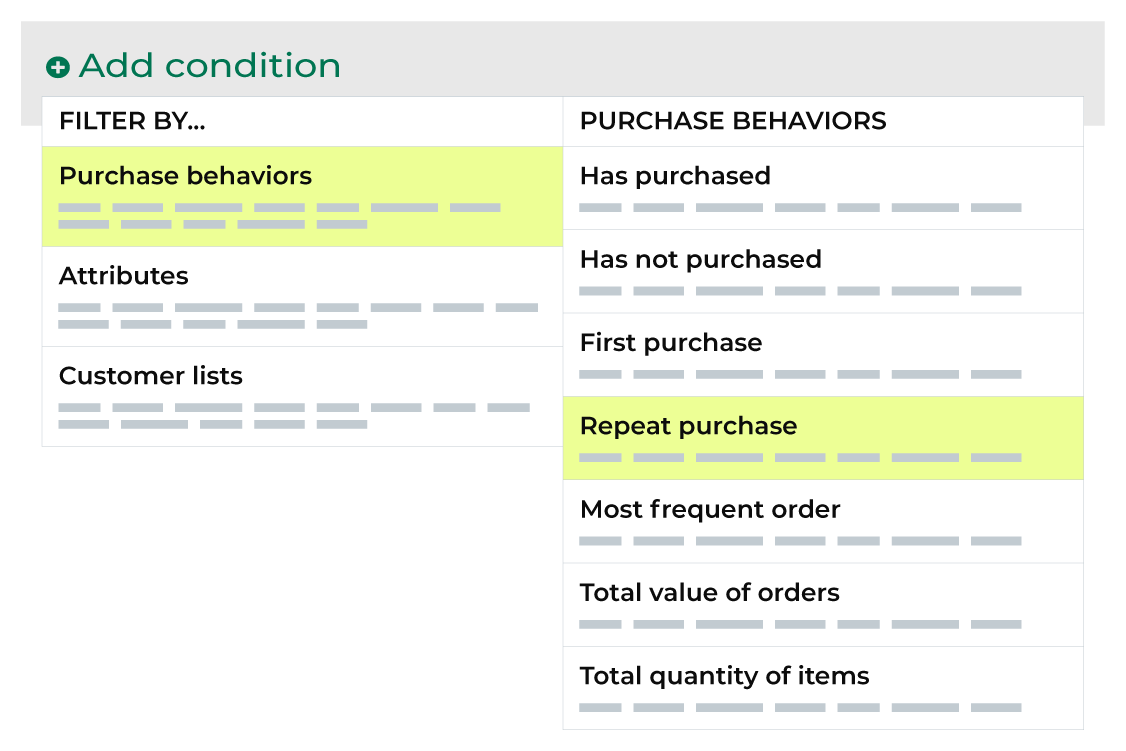 Add condition
FILTER BY...
Purchase behaviors
Attributes
Customer lists
PURCHASE BEHAVIORS
Has purchased
Has not purchased
First purchase
Repeat purchase
Most frequent order
Total value of orders
Total quantity of items